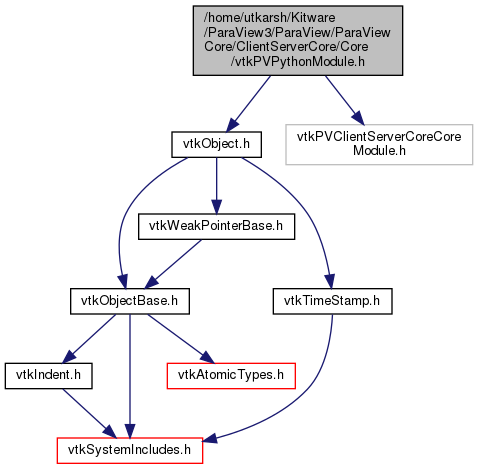 /home/utkarsh/Kitware
/ParaView3/ParaView/ParaView
Core/ClientServerCore/Core
/vtkPVPythonModule.h
vtkObject.h
vtkPVClientServerCoreCore
Module.h
vtkWeakPointerBase.h
vtkObjectBase.h
vtkTimeStamp.h
vtkIndent.h
vtkAtomicTypes.h
vtkSystemIncludes.h